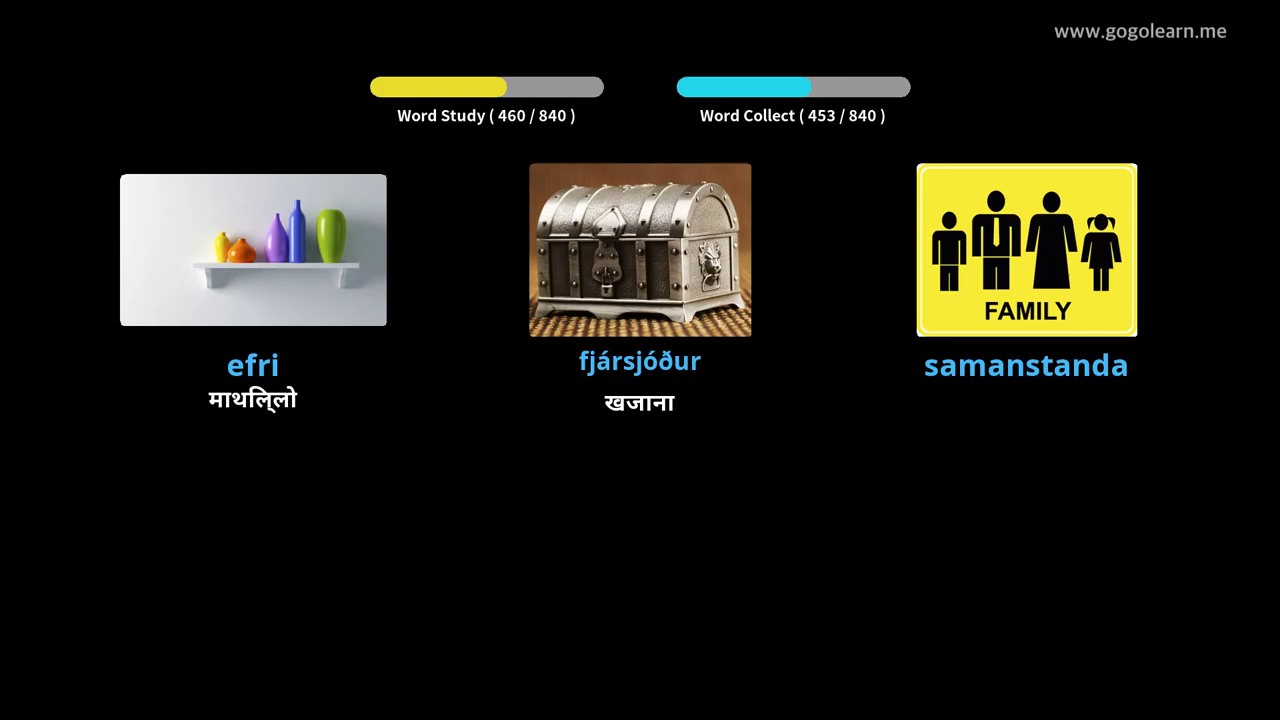 www.gogolearn.me
Word Study ( 460 / 840 )
Word Collect ( 453 / 840 )
FAMILY
efri
fjársjóður
samanstanda
माथल्लिो
खजाना